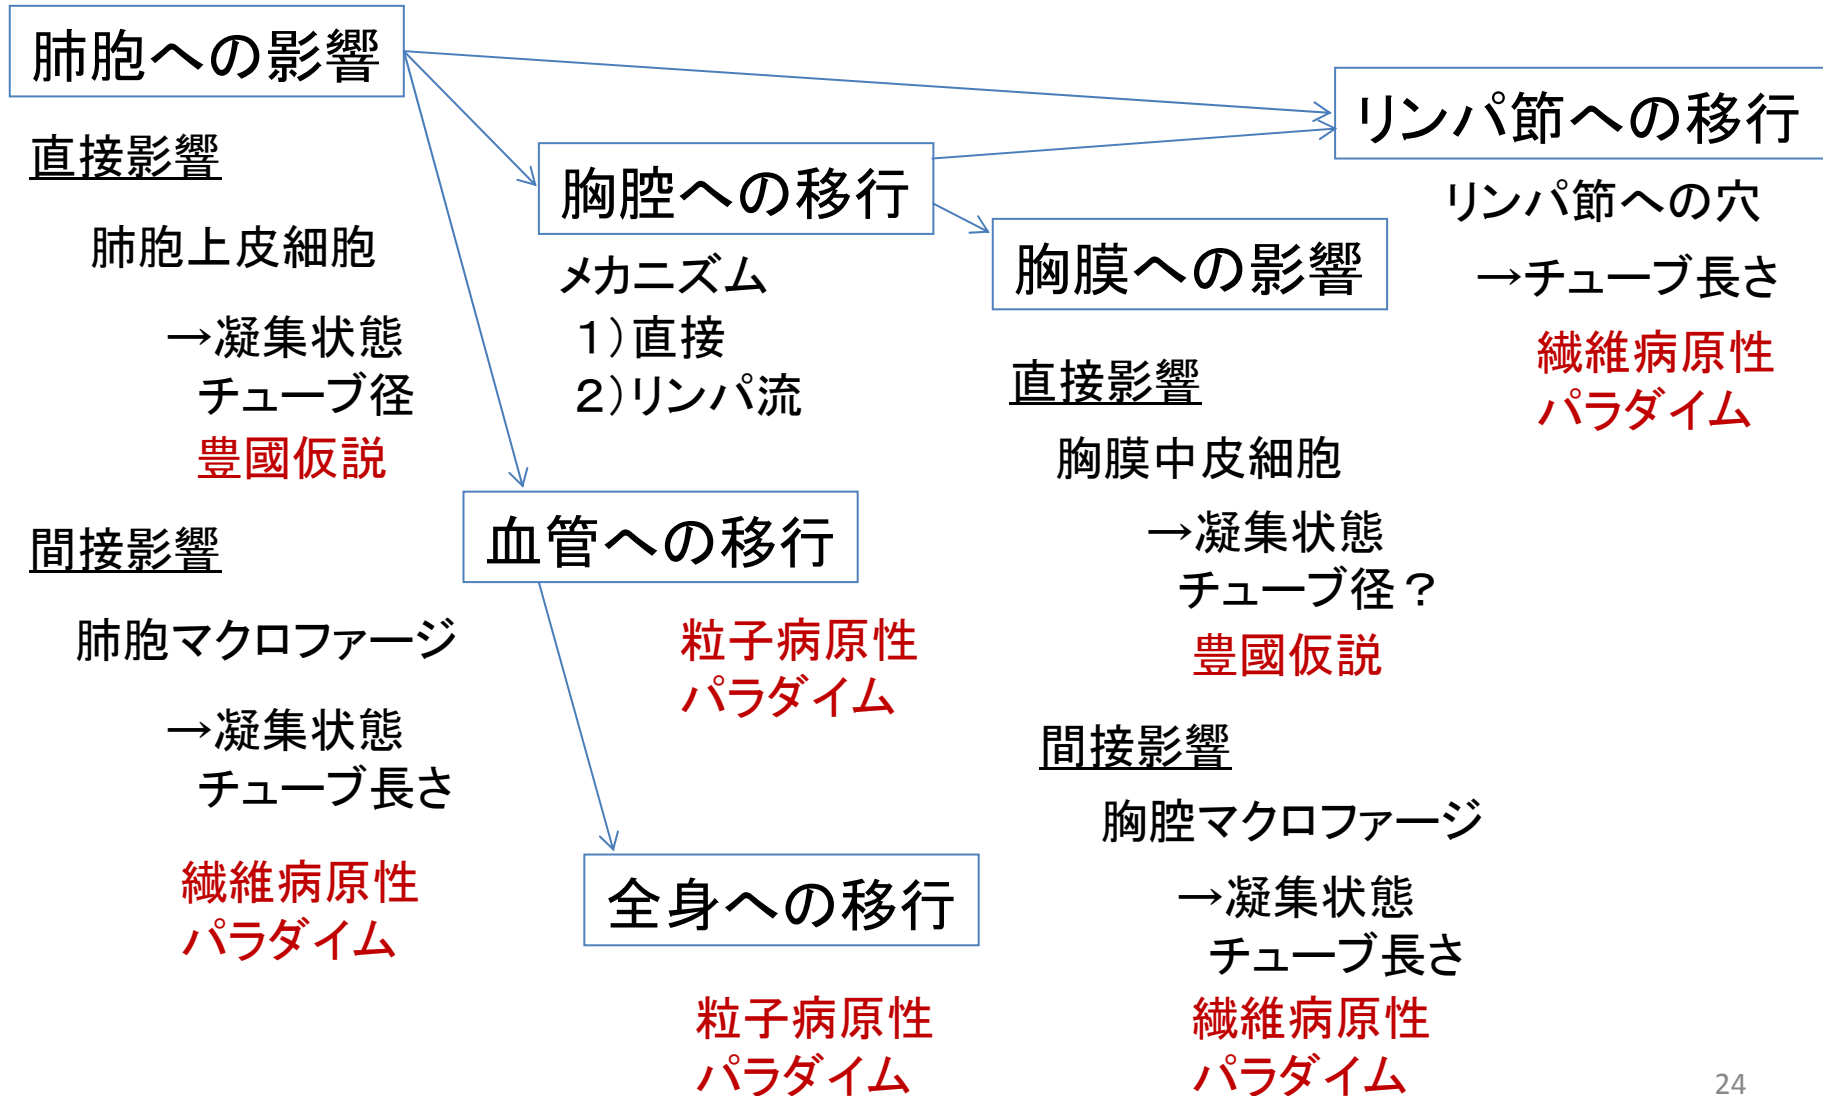 肺胞への影響
直接影響
肺胞上皮細胞
→凝集状態
チューブ径
豊國仮説
間接影響
肺胞マクロファージ
→凝集状態
チューブ長さ
繊維病原性
パラダイム
胸腔への移行
メカニズム
1)直接
2)リンパ流
血管への移行
粒子病原性
パラダイム
全身への移行
粒子病原性
パラダイム
胸膜への影響
直接影響
胸膜中皮細胞
→凝集状態
チューブ径？
豊國仮説
間接影響
胸腔マクロファージ
→凝集状態
チューブ長さ
繊維病原性
パラダイム
リンパ節への移行
リンパ節への穴
→チューブ長さ
繊維病原性
パラダイム
24